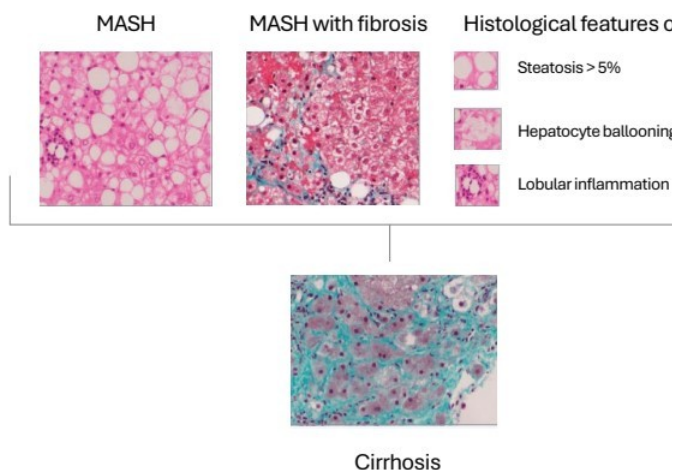 MASH
MASH with fibrosis
Histological features o
Steatosis > 5%
Hepatocyte ballooning
Lobular inflammation
Cirrhosis